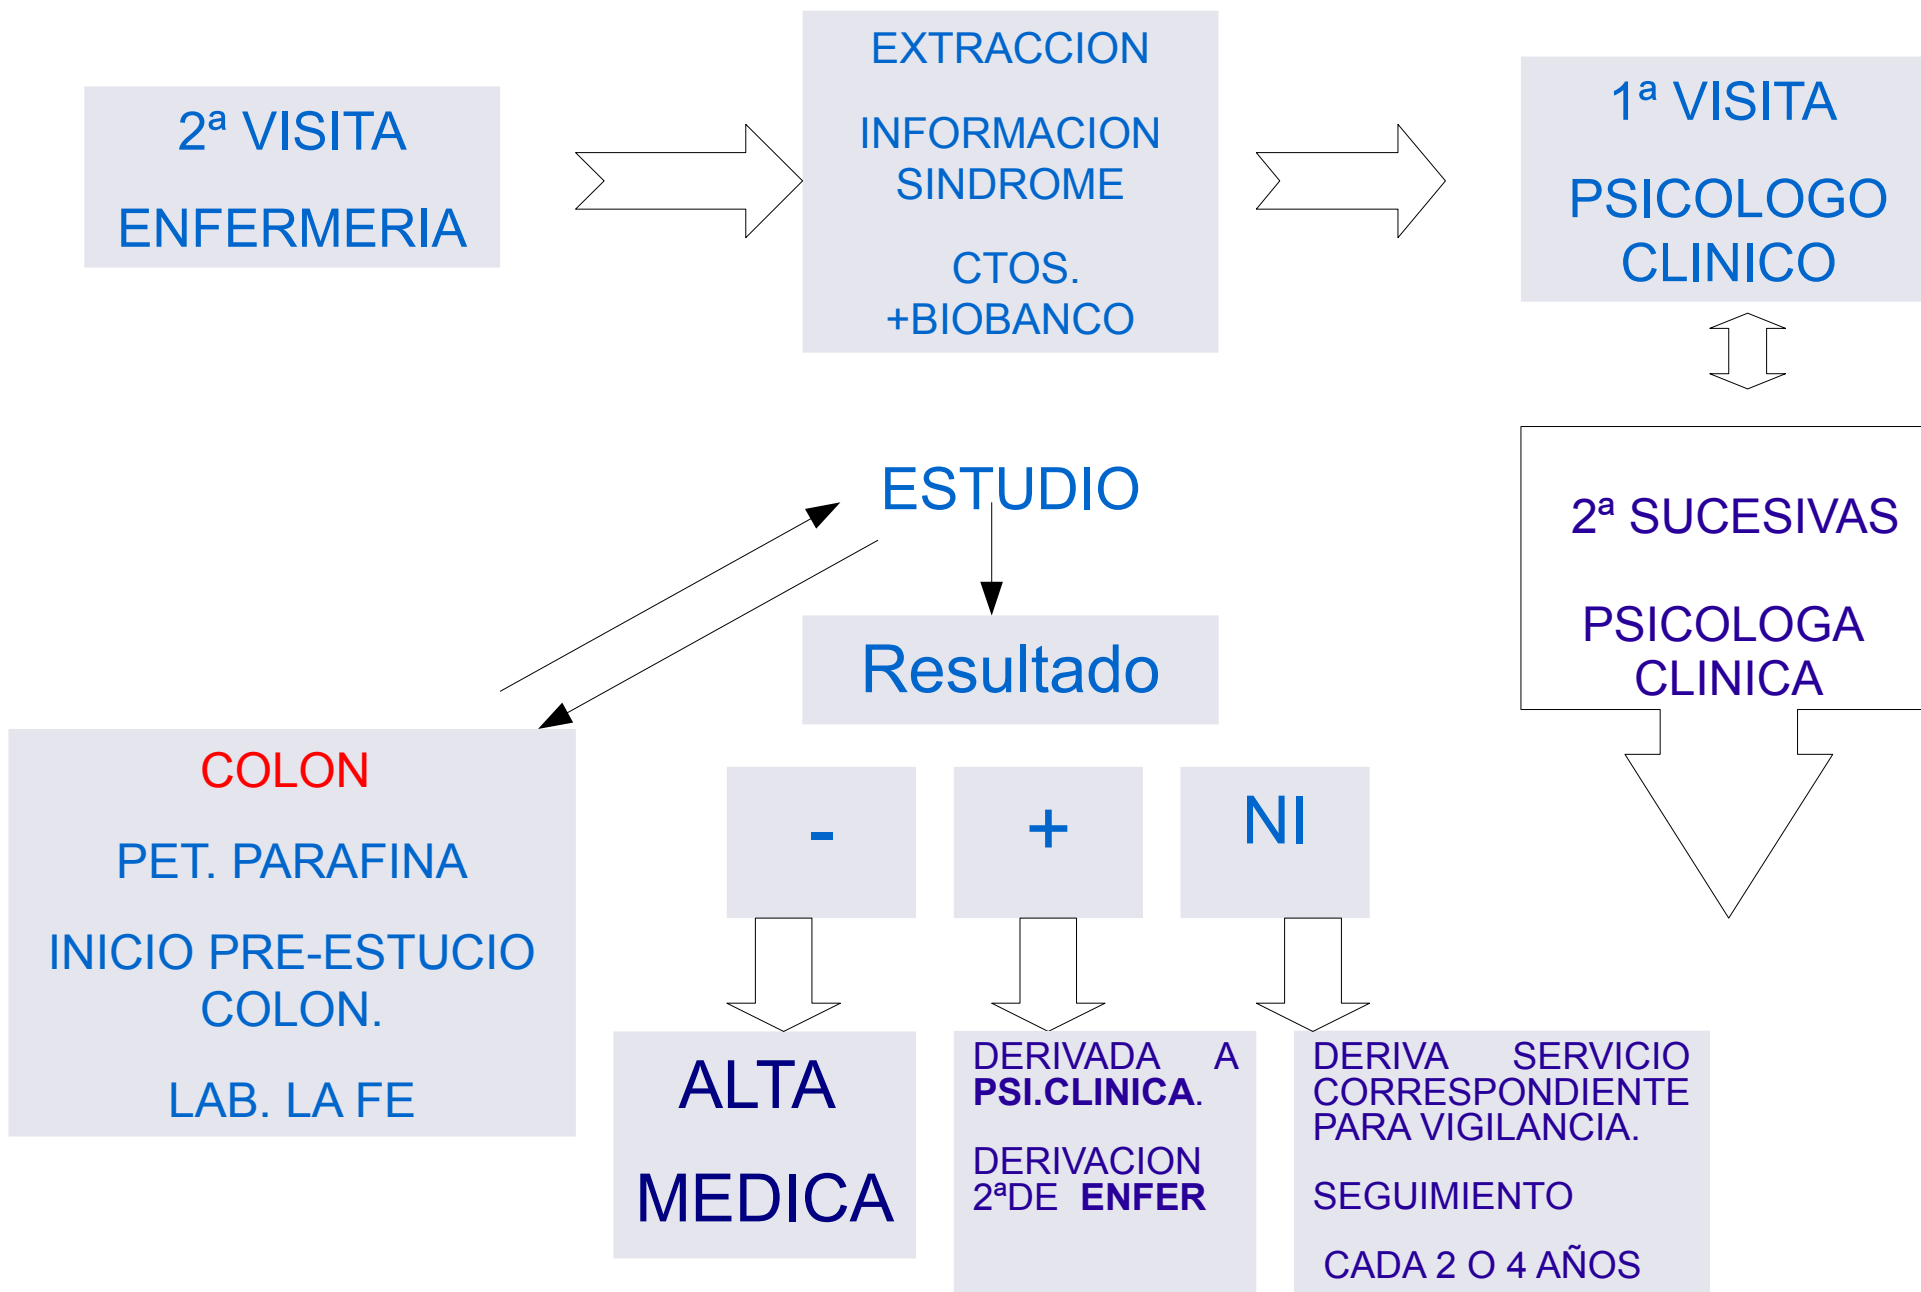 2ª VISITA
ENFERMERIA
EXTRACCION
INFORMACION
SINDROME
CTOS.
+BIOBANCO
1ª VISITA
PSICOLOGO
CLINICO
2ª SUCESIVAS
PSICOLOGA
CLINICA
ESTUDIO
Resultado
COLON
PET. PARAFINA
INICIO PRE-ESTUCIO
COLON.
LAB. LA FE
-
+
NI
ALTA
MEDICA
DERIVADA A
PSI.CLINICA.
DERIVACION
2ªDE ENFER
DERIVA SERVICIO
CORRESPONDIENTE
PARA VIGILANCIA.
SEGUIMIENTO
CADA 2 O 4 AÑOS